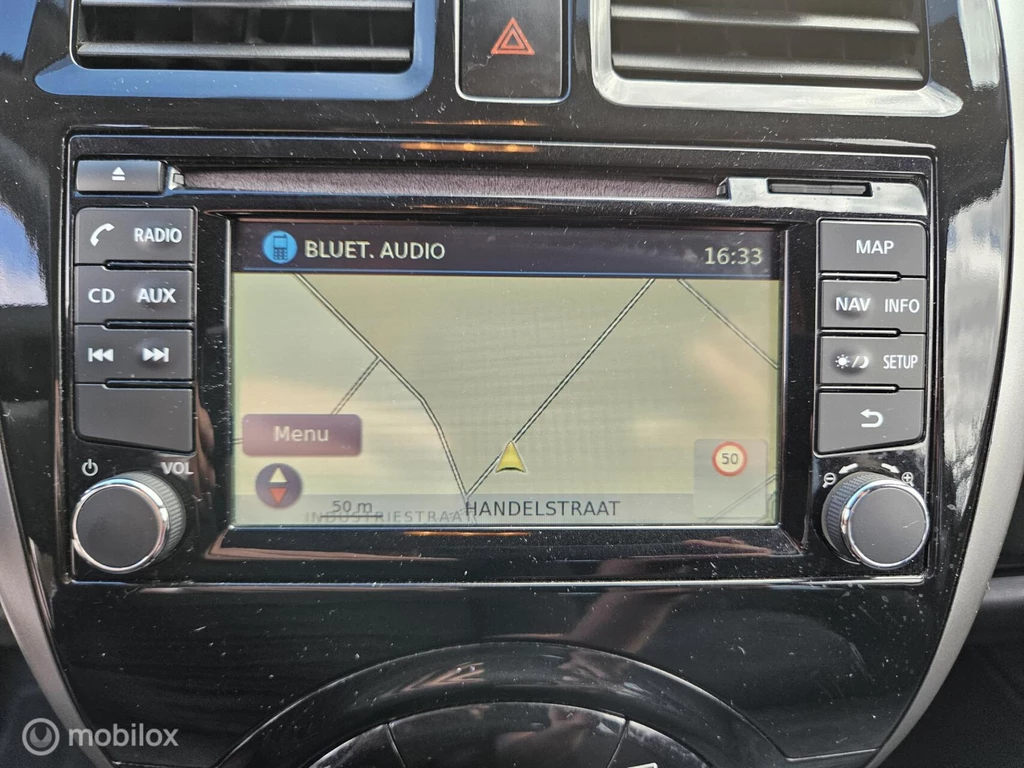 RADIO
CD AUX
VOL
BLUET. AUDIO 16:33
Menu
50
50 m
HANDELSTRAAT
INDUSTRIESTRAAT
MAP
NAV INFO
SETUP
mobilox